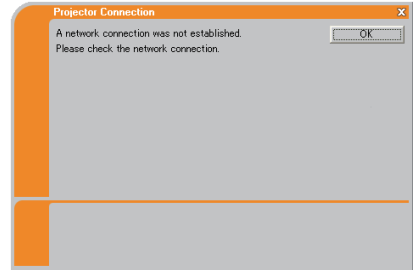 Projector Connection
A network connection was not established.
OK
Please check the network connection.